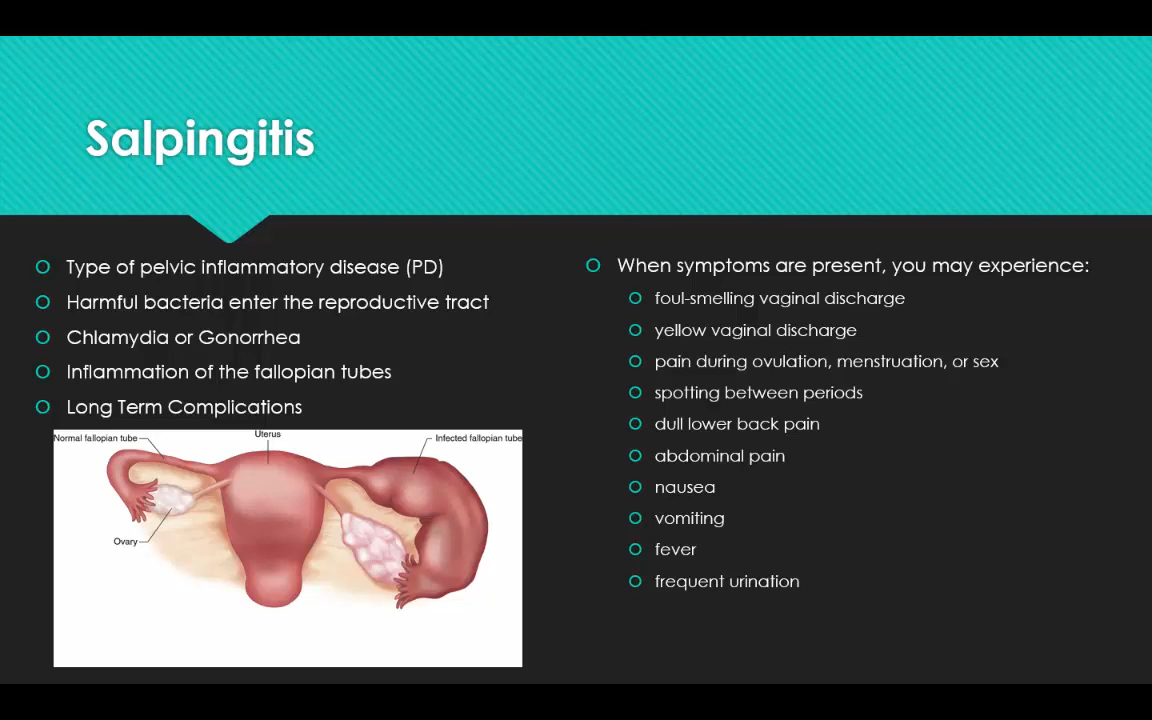 Salpingitis
Type of pelvic inflammatory disease (PD)
Harmful bacteria enter the reproductive tract
Chlamydia or Gonorrhea
Inflammation of the fallopian tubes
Long Term Complications
Normal fallopian tube
Uterus
Infected fallopian tube
Ovary
When symptoms are present, you may experience:
foul-smelling vaginal discharge
yellow vaginal discharge
pain during ovulation, menstruation, or sex
spotting between periods
dull lower back pain
abdominal pain
nausea
vomiting
fever
frequent urination